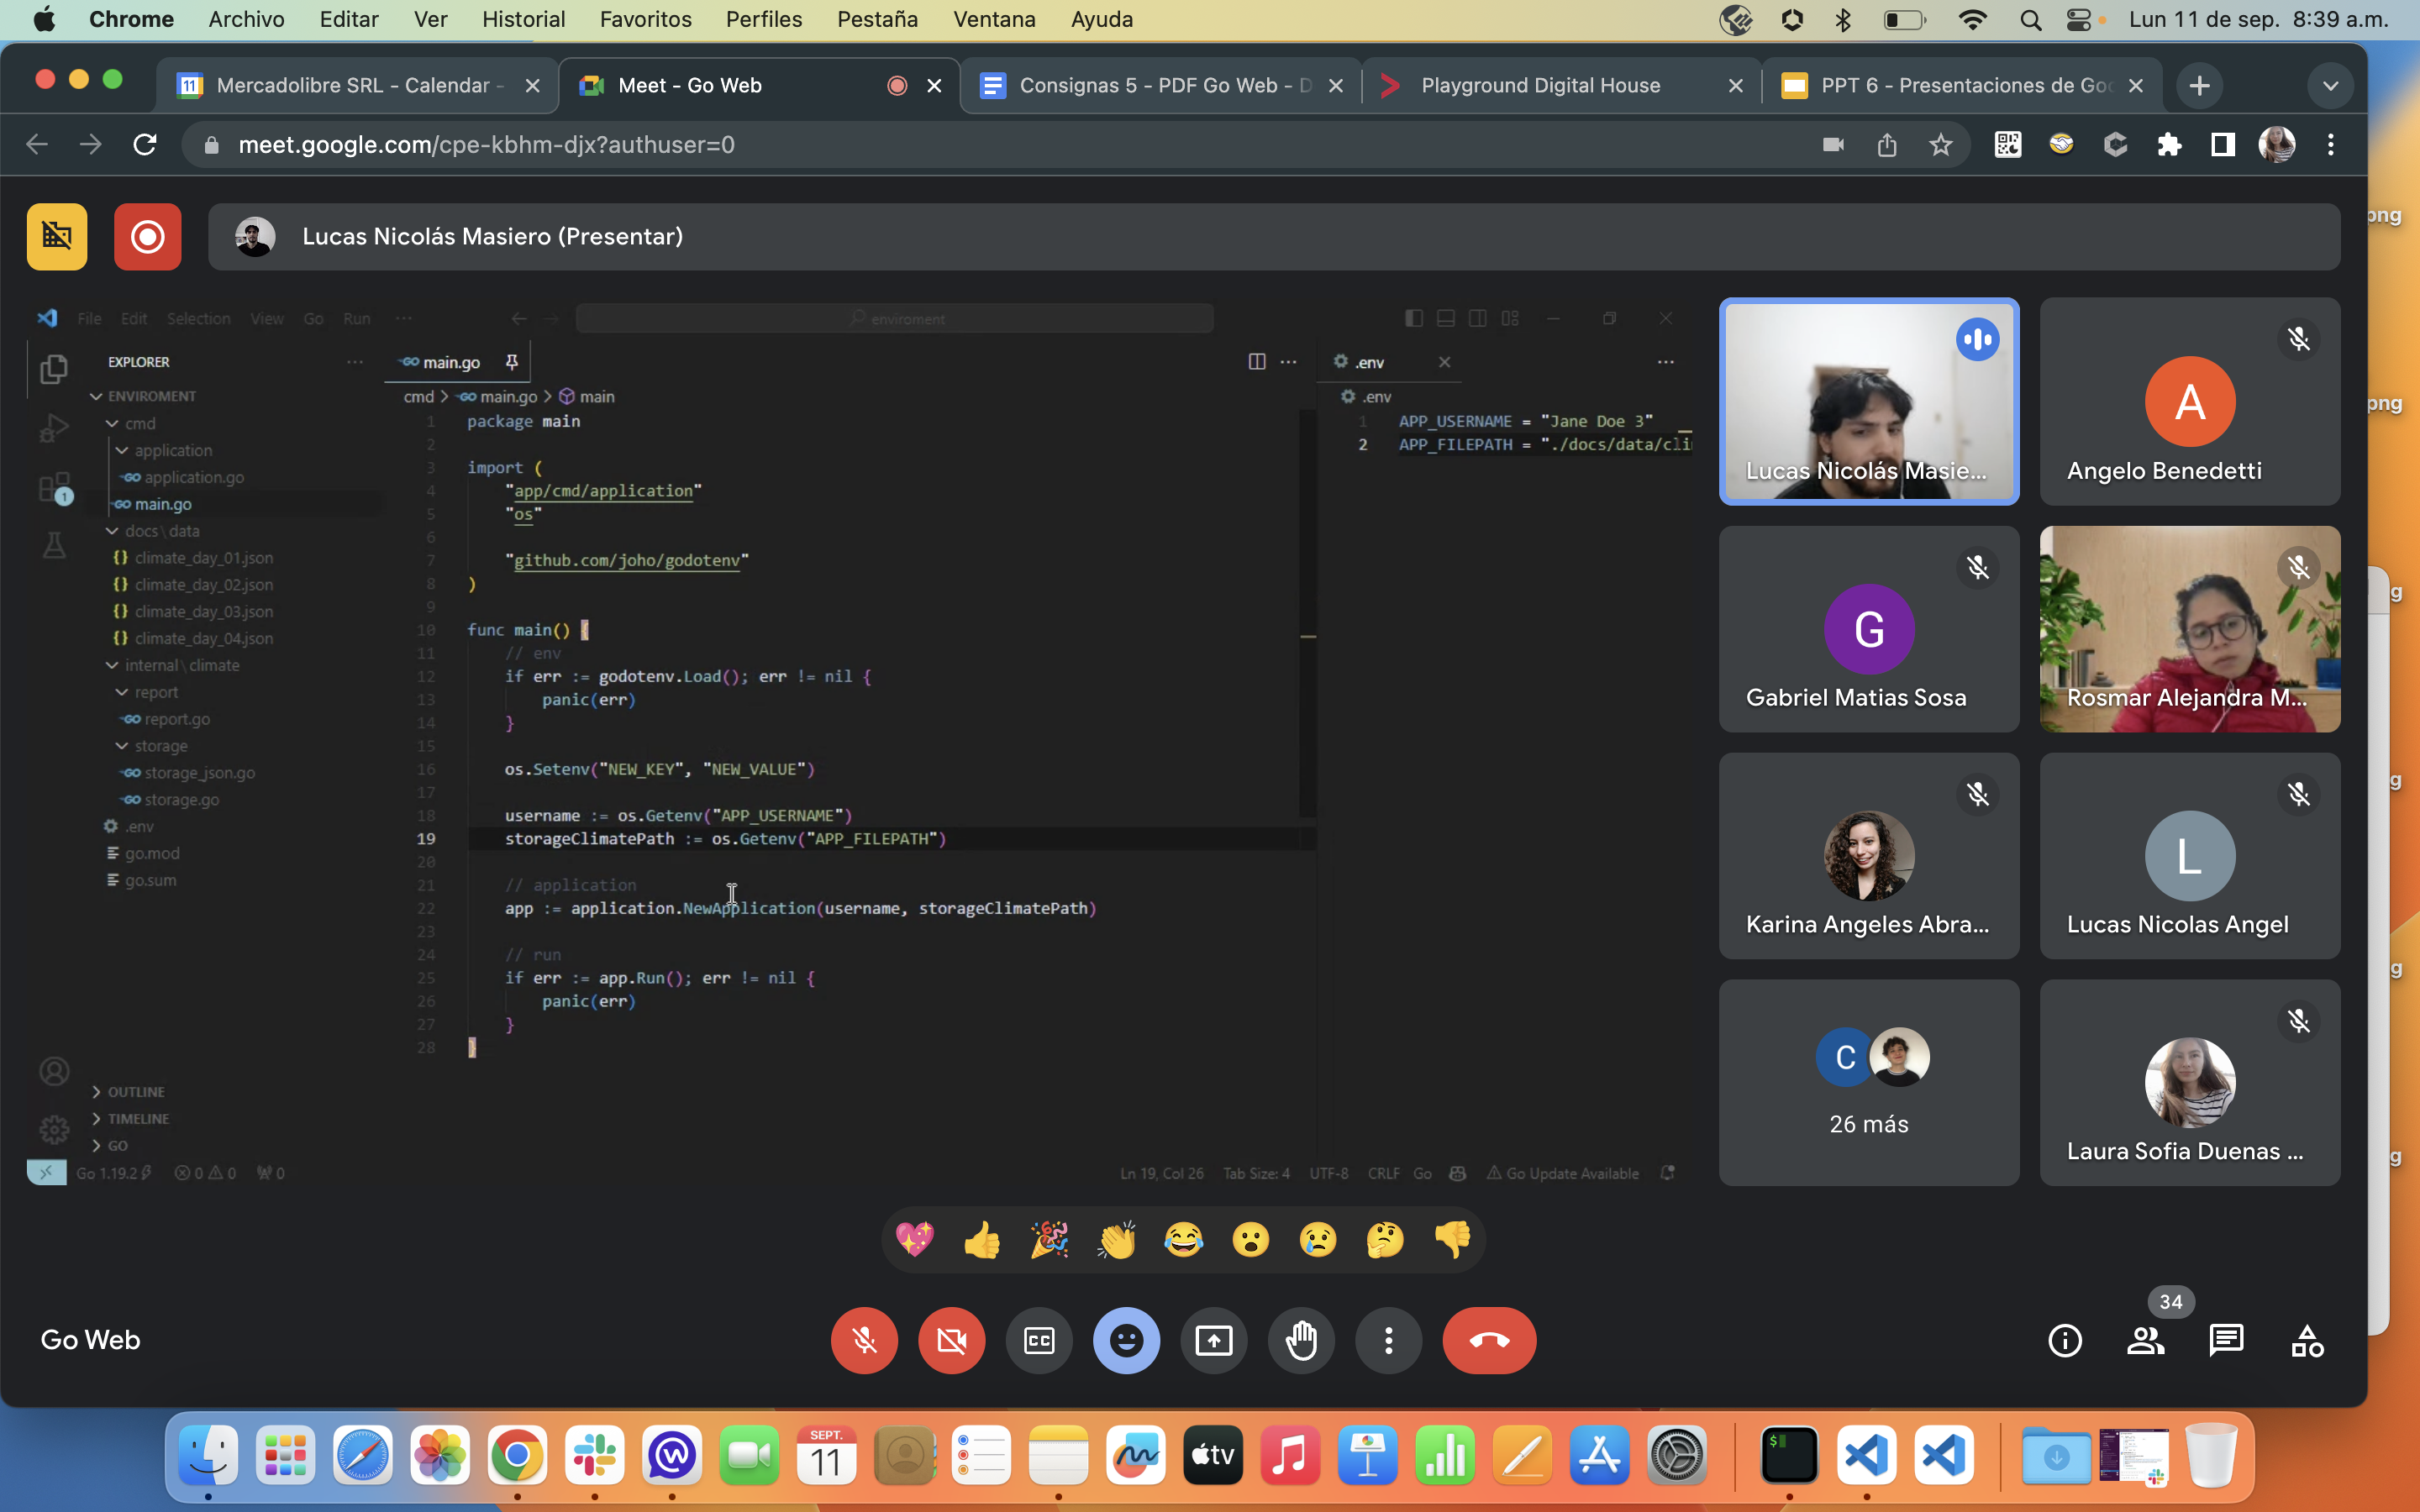 Chrome Archivo Editar Ver Historial Favoritos Perfiles Pestaña Ventana Ayuda Lun 11 de sep. 8:39 a.m.
Mercadolibre SRL - Calendar - Meet - Go Web Consignas 5 - PDF Go Web - D Playground Digital House PPT 6 - Presentaciones de Goo
meet.google.com/cpe-kbhm-djx?authuser=0
Lucas Nicolás Masiero (Presentar)
File Edit Selection View Go Run ... enviroment
EXPLORER ... main.go ... .env ...
ENVIROMENT cmd > main.go > main .env
cmd
application
application.go
main.go
docs \ data
climate_day_01.json
climate_day_02.json
climate_day_03.json
climate_day_04.json
internal \ climate
report
report.go
storage
storage_json.go
storage.go
.env
go.mod
go.sum
OUTLINE
TIMELINE
GO
1
1 package main
2
3 import (
4 "app/cmd/application"
5 "os"
6
7 "github.com/joho/godotenv"
8 )
9
10 func main() {
11 // env
12 if err := godotenv.Load(); err != nil {
13 panic(err)
14 }
15
16 os.Setenv("NEW_KEY", "NEW_VALUE")
17
18 username := os.Getenv("APP_USERNAME")
19 storageClimatePath := os.Getenv("APP_FILEPATH")
20
21 // application
22 app := application.NewApplication(username, storageClimatePath)
23
24 // run
25 if err := app.Run(); err != nil {
26 panic(err)
27 }
28 }
1 APP_USERNAME = "Jane Doe 3"
2 APP_FILEPATH = "./docs/data/cli
Go 1.19.2 0 0 0 Ln 19, Col 26 Tab Size: 4 UTF-8 CRLF Go Go Update Available
Lucas Nicolás Masie...
A
Angelo Benedetti
G
Gabriel Matias Sosa
Rosmar Alejandra M...
Karina Angeles Abra...
L
Lucas Nicolas Angel
C
26 más
Laura Sofia Duenas ...
34
Go Web
CC
png
png
g
g
g
g
SEPT.
11
tv
$